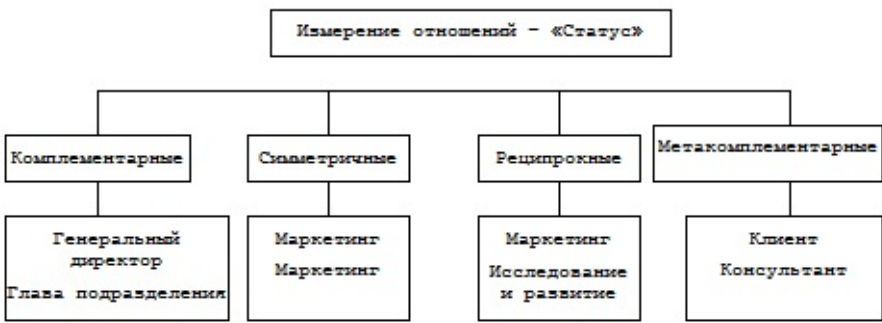 Измерение отношений – «Статус»
Комплементарные
Симметричные
Реципрокные
Метакомплементарные
Генеральный
директор
Глава подразделения
Маркетинг
Маркетинг
Маркетинг
Исследование
и развитие
Клиент
Консультант